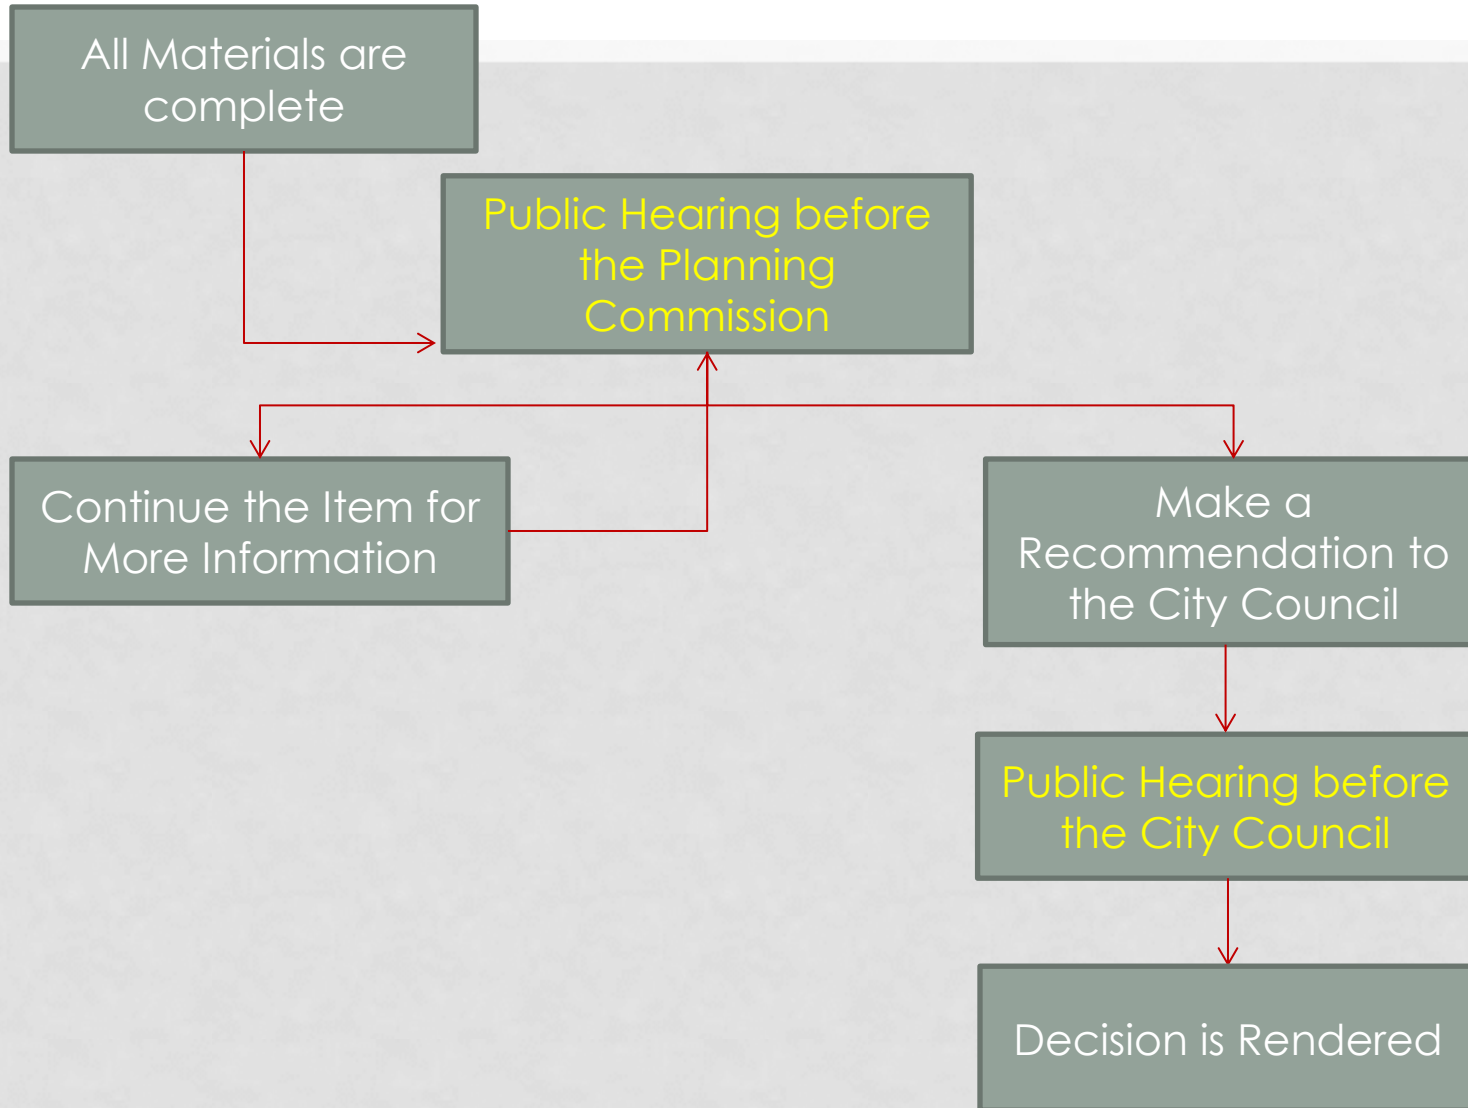 All Materials are
complete
Public Hearing before
the Planning
Commission
Continue the Item for
More Information
Make a
Recommendation to
the City Council
Public Hearing before
the City Council
Decision is Rendered